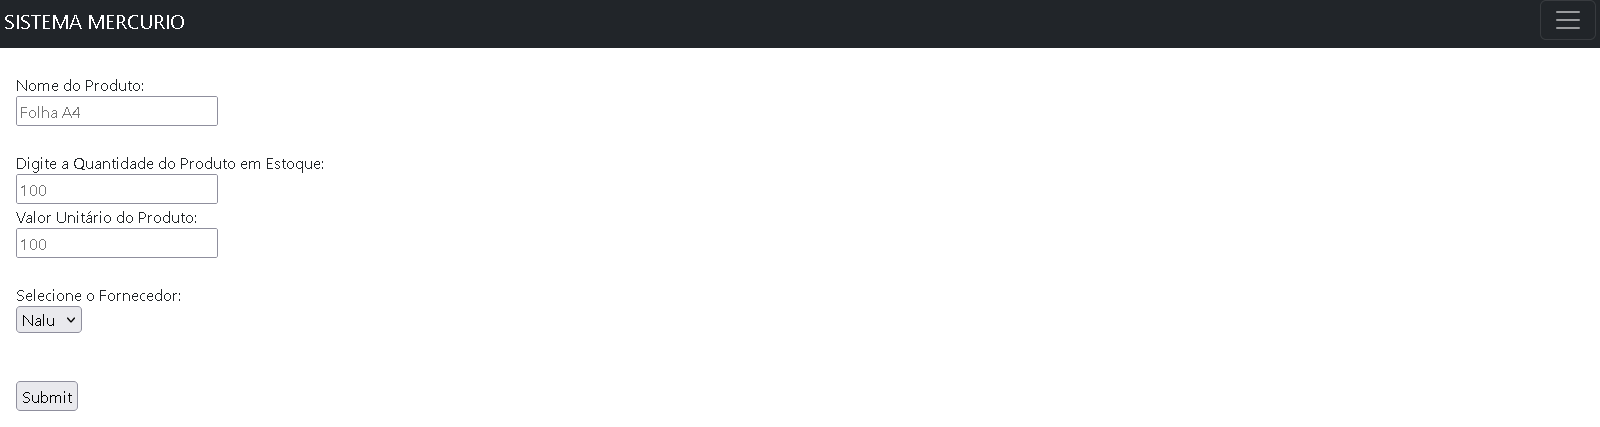 SISTEMA MERCURIO
Nome do Produto:
Folha A4
Digite a Quantidade do Produto em Estoque:
100
Valor Unitário do Produto:
100
Selecione o Fornecedor:
Nalu
Submit